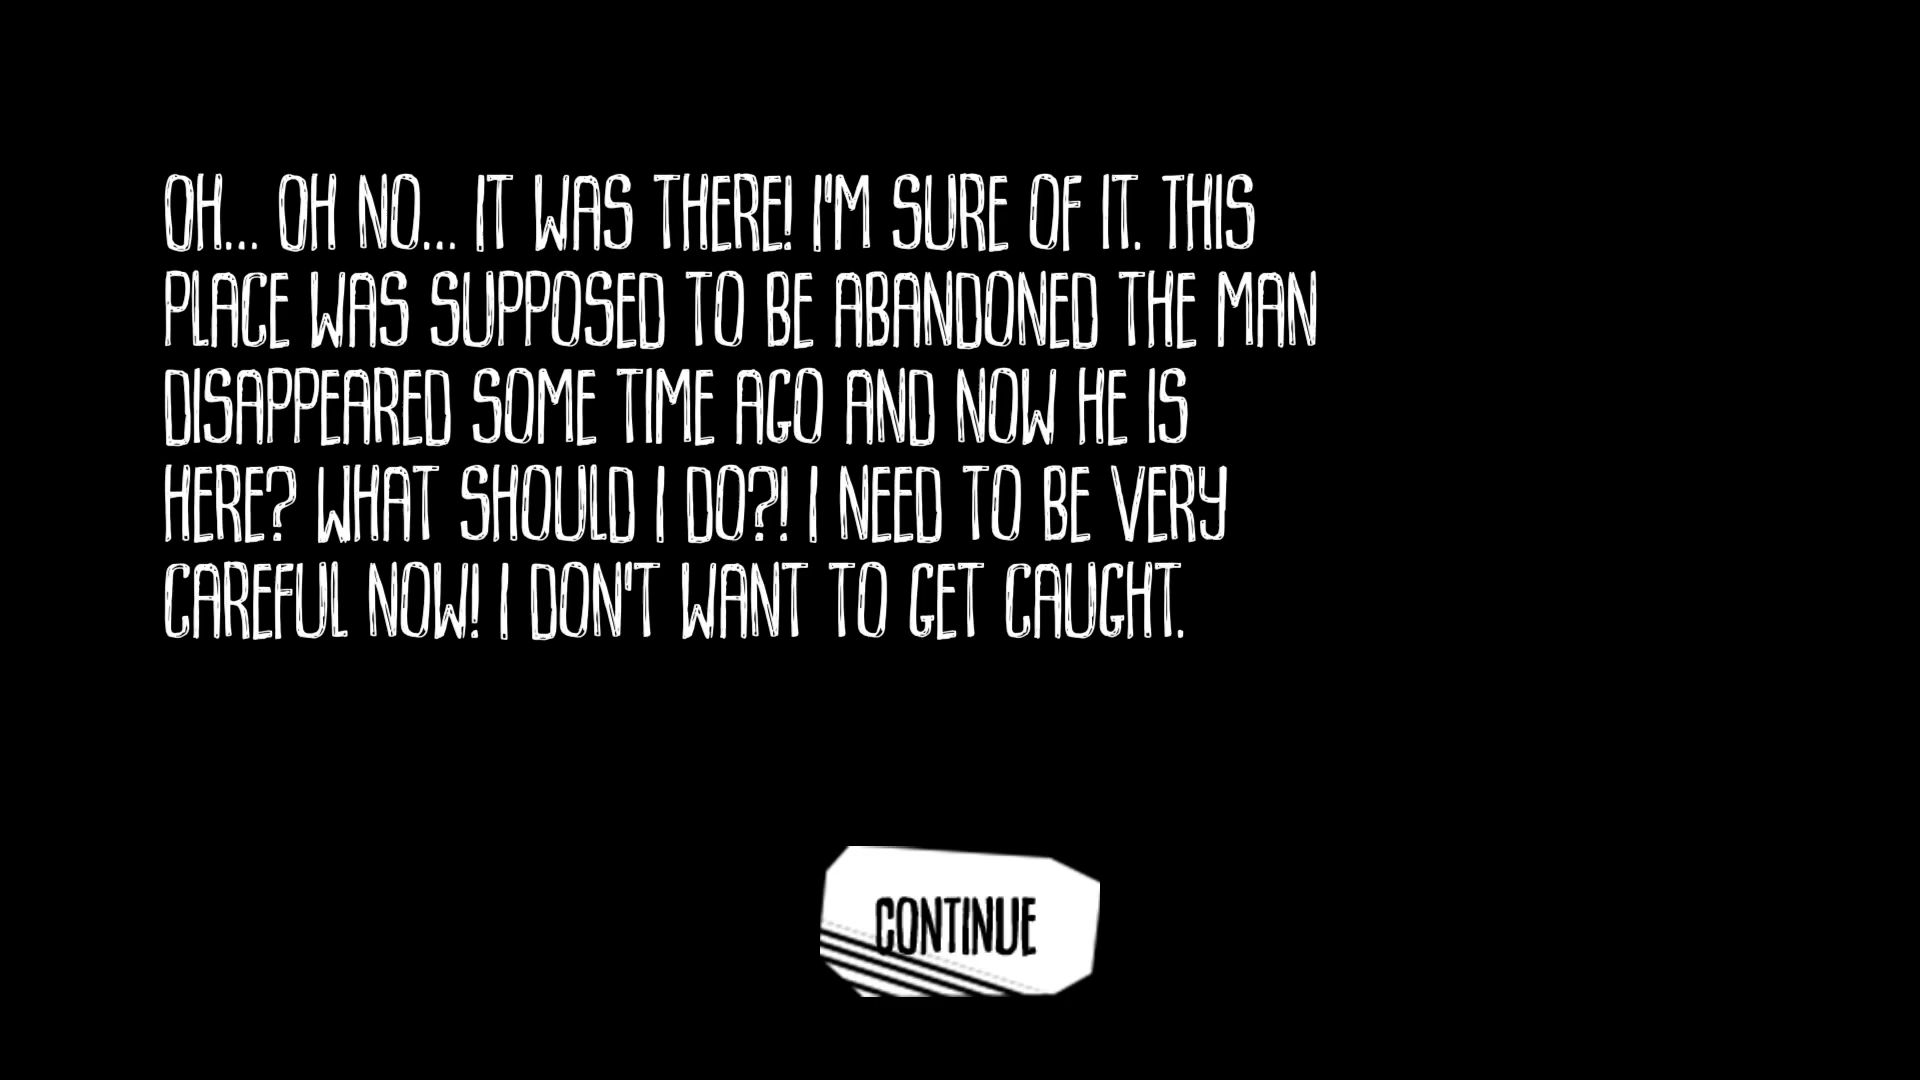 OH... OH NO... IT WAS THERE! I'M SURE OF IT. THIS
PLACE WAS SUPPOSED TO BE ABANDONED THE MAN
DISAPPEARED SOME TIME AGO AND NOW HE IS
HERE? WHAT SHOULD I DO?! I NEED TO BE VERY
CAREFUL NOW! I DON'T WANT TO GET CAUGHT.
CONTINUE